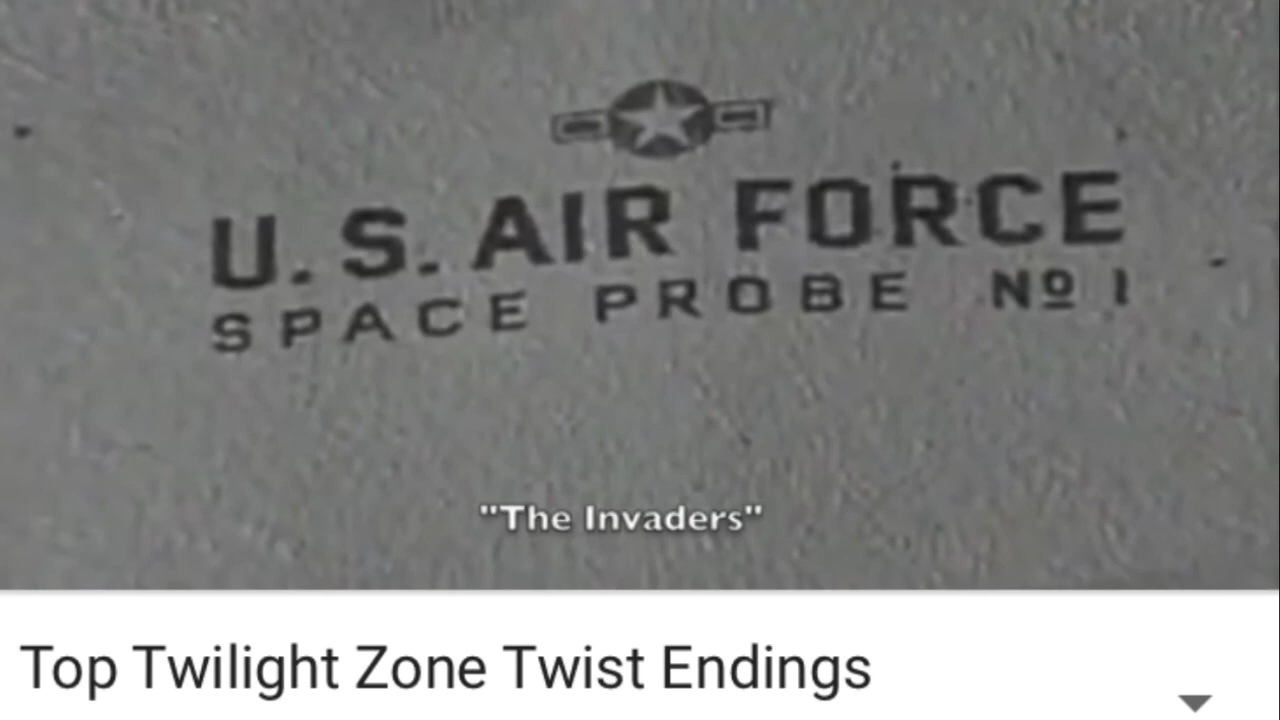 U.S. AIR FORCE
SPACE PROBE Nº 1
"The Invaders"
Top Twilight Zone Twist Endings